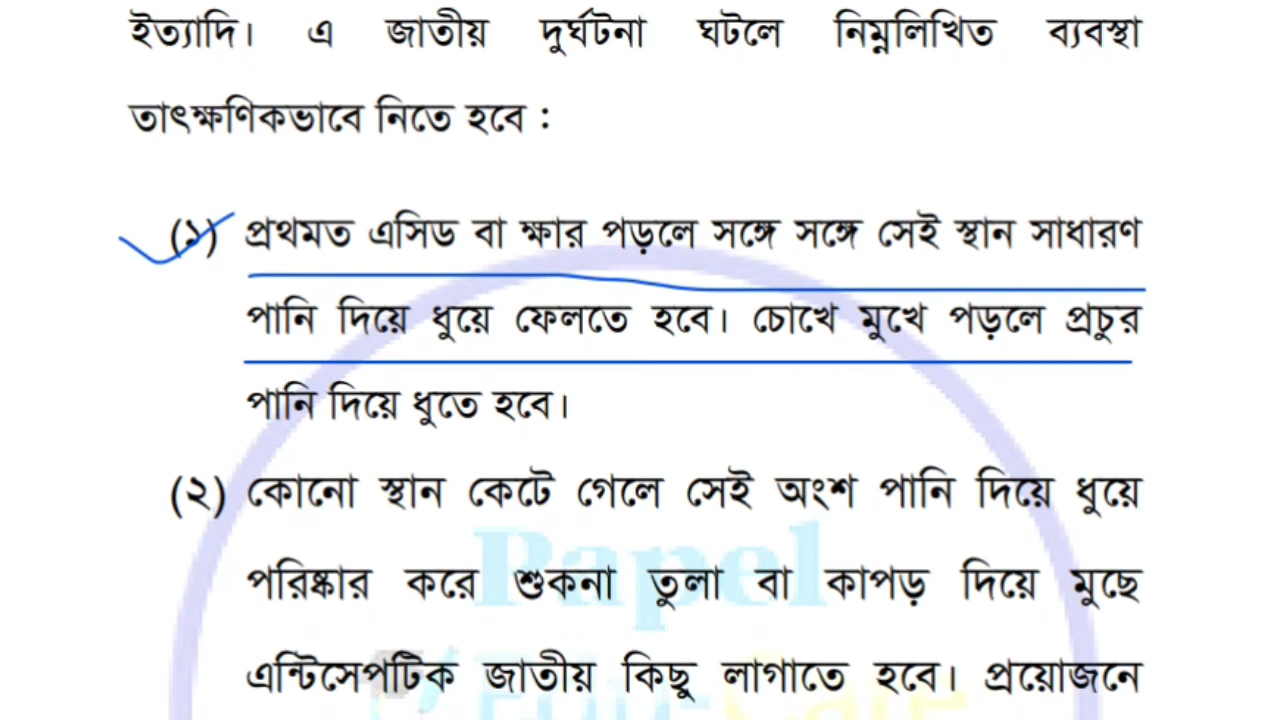 ইত্যাদি। এ জাতীয় দুর্ঘটনা ঘটলে নিম্নলিখিত ব্যবস্থা
তাৎক্ষণিকভাবে নিতে হবে :
(১) প্রথমত এসিড বা ক্ষার পড়লে সঙ্গে সঙ্গে সেই স্থান সাধারণ
পানি দিয়ে ধুয়ে ফেলতে হবে। চোখে মুখে পড়লে প্রচুর
পানি দিয়ে ধুতে হবে।
(২) কোনো স্থান কেটে গেলে সেই অংশ পানি দিয়ে ধুয়ে
Papel
পরিষ্কার করে শুকনা তুলা বা কাপড় দিয়ে মুছে
এন্টিসেপটিক জাতীয় কিছু লাগাতে হবে। প্রয়োজনে